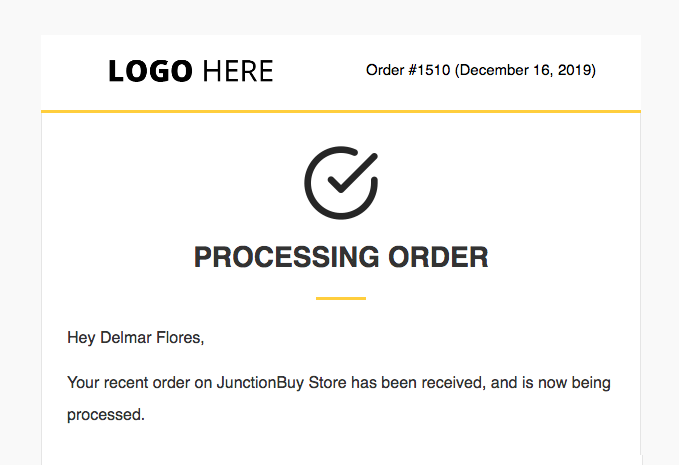 LOGO HERE
Order #1510 (December 16, 2019)
PROCESSING ORDER
Hey Delmar Flores,
Your recent order on JunctionBuy Store has been received, and is now being
processed.